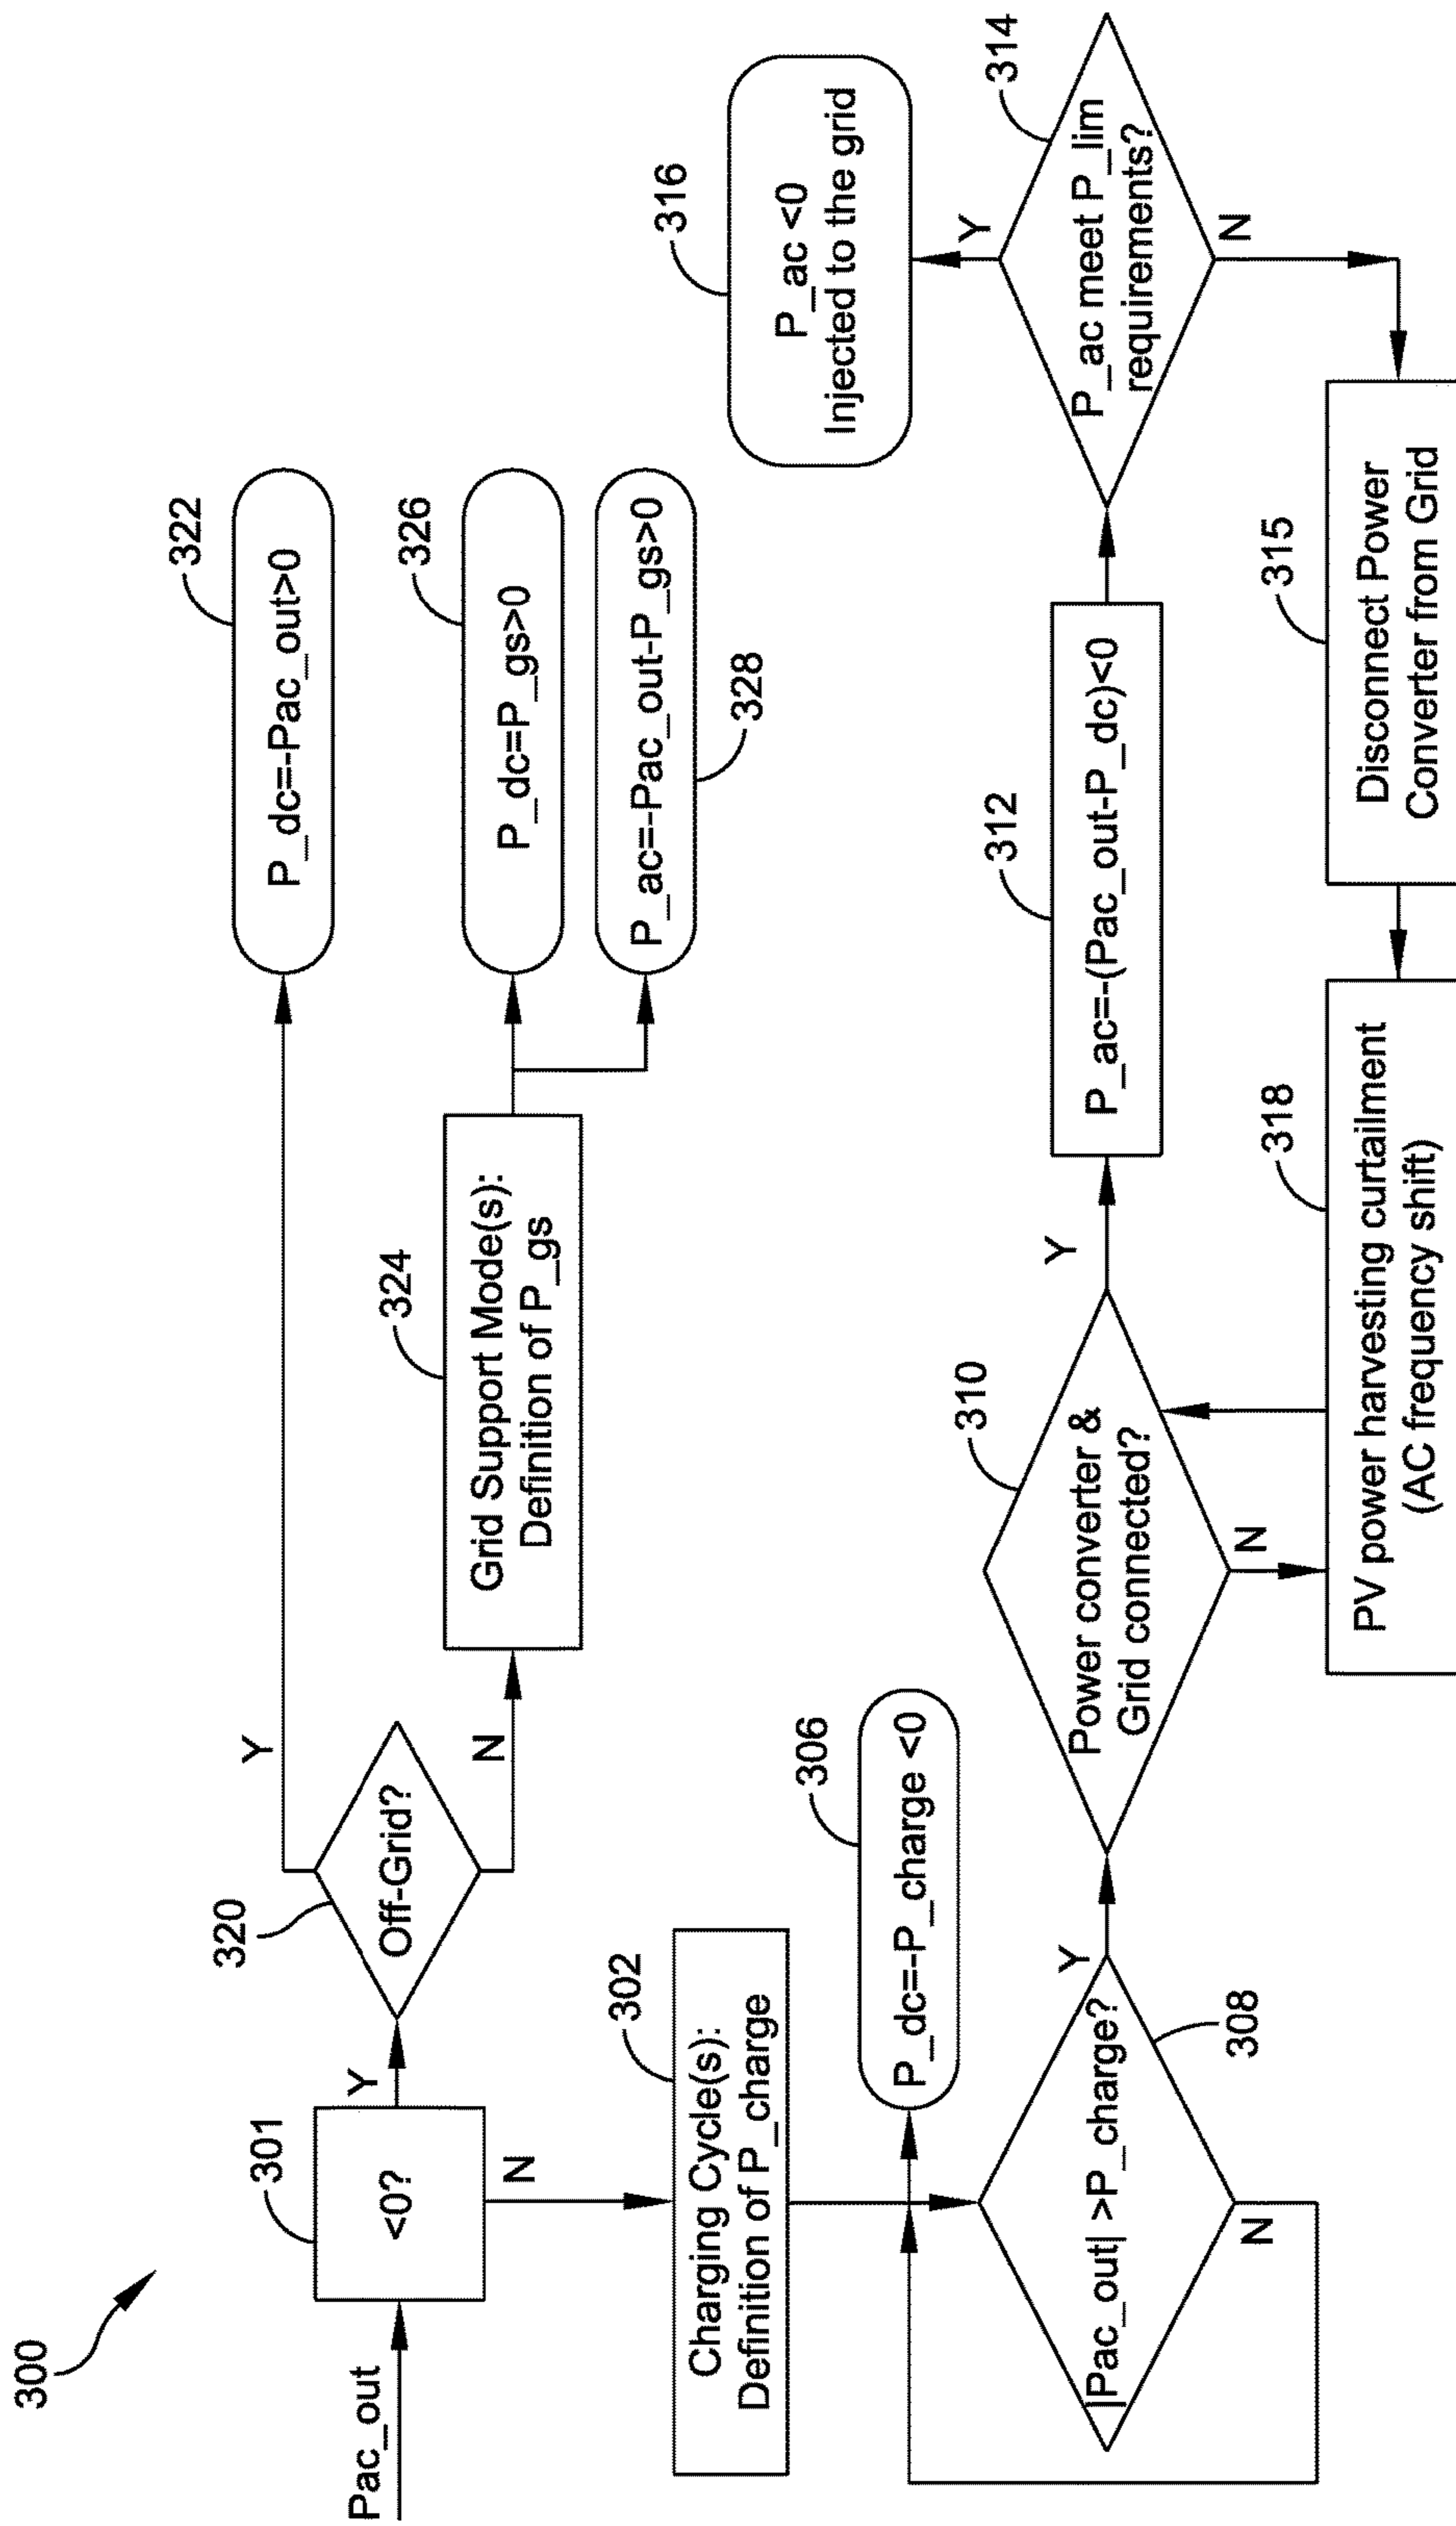 300
Pac_out
301
<0?
Y
N
320
Off-Grid?
Y
N
322
P_dc=-Pac_out>0
324
Grid Support Mode(s):
Definition of P_gs
326
P_dc=P_gs>0
P_ac=-Pac_out-P_gs>0
328
302
Charging Cycle(s):
Definition of P_charge
306
P_dc=-P_charge <0
|Pac_out| >P_charge?
308
Y
N
310
Power converter &
Grid connected?
Y
N
312
P_ac=-(Pac_out-P_dc)<0
314
P_ac meet P_lim
requirements?
Y
N
316
P_ac <0
Injected to the grid
315
Disconnect Power
Converter from Grid
318
PV power harvesting curtailment
(AC frequency shift)